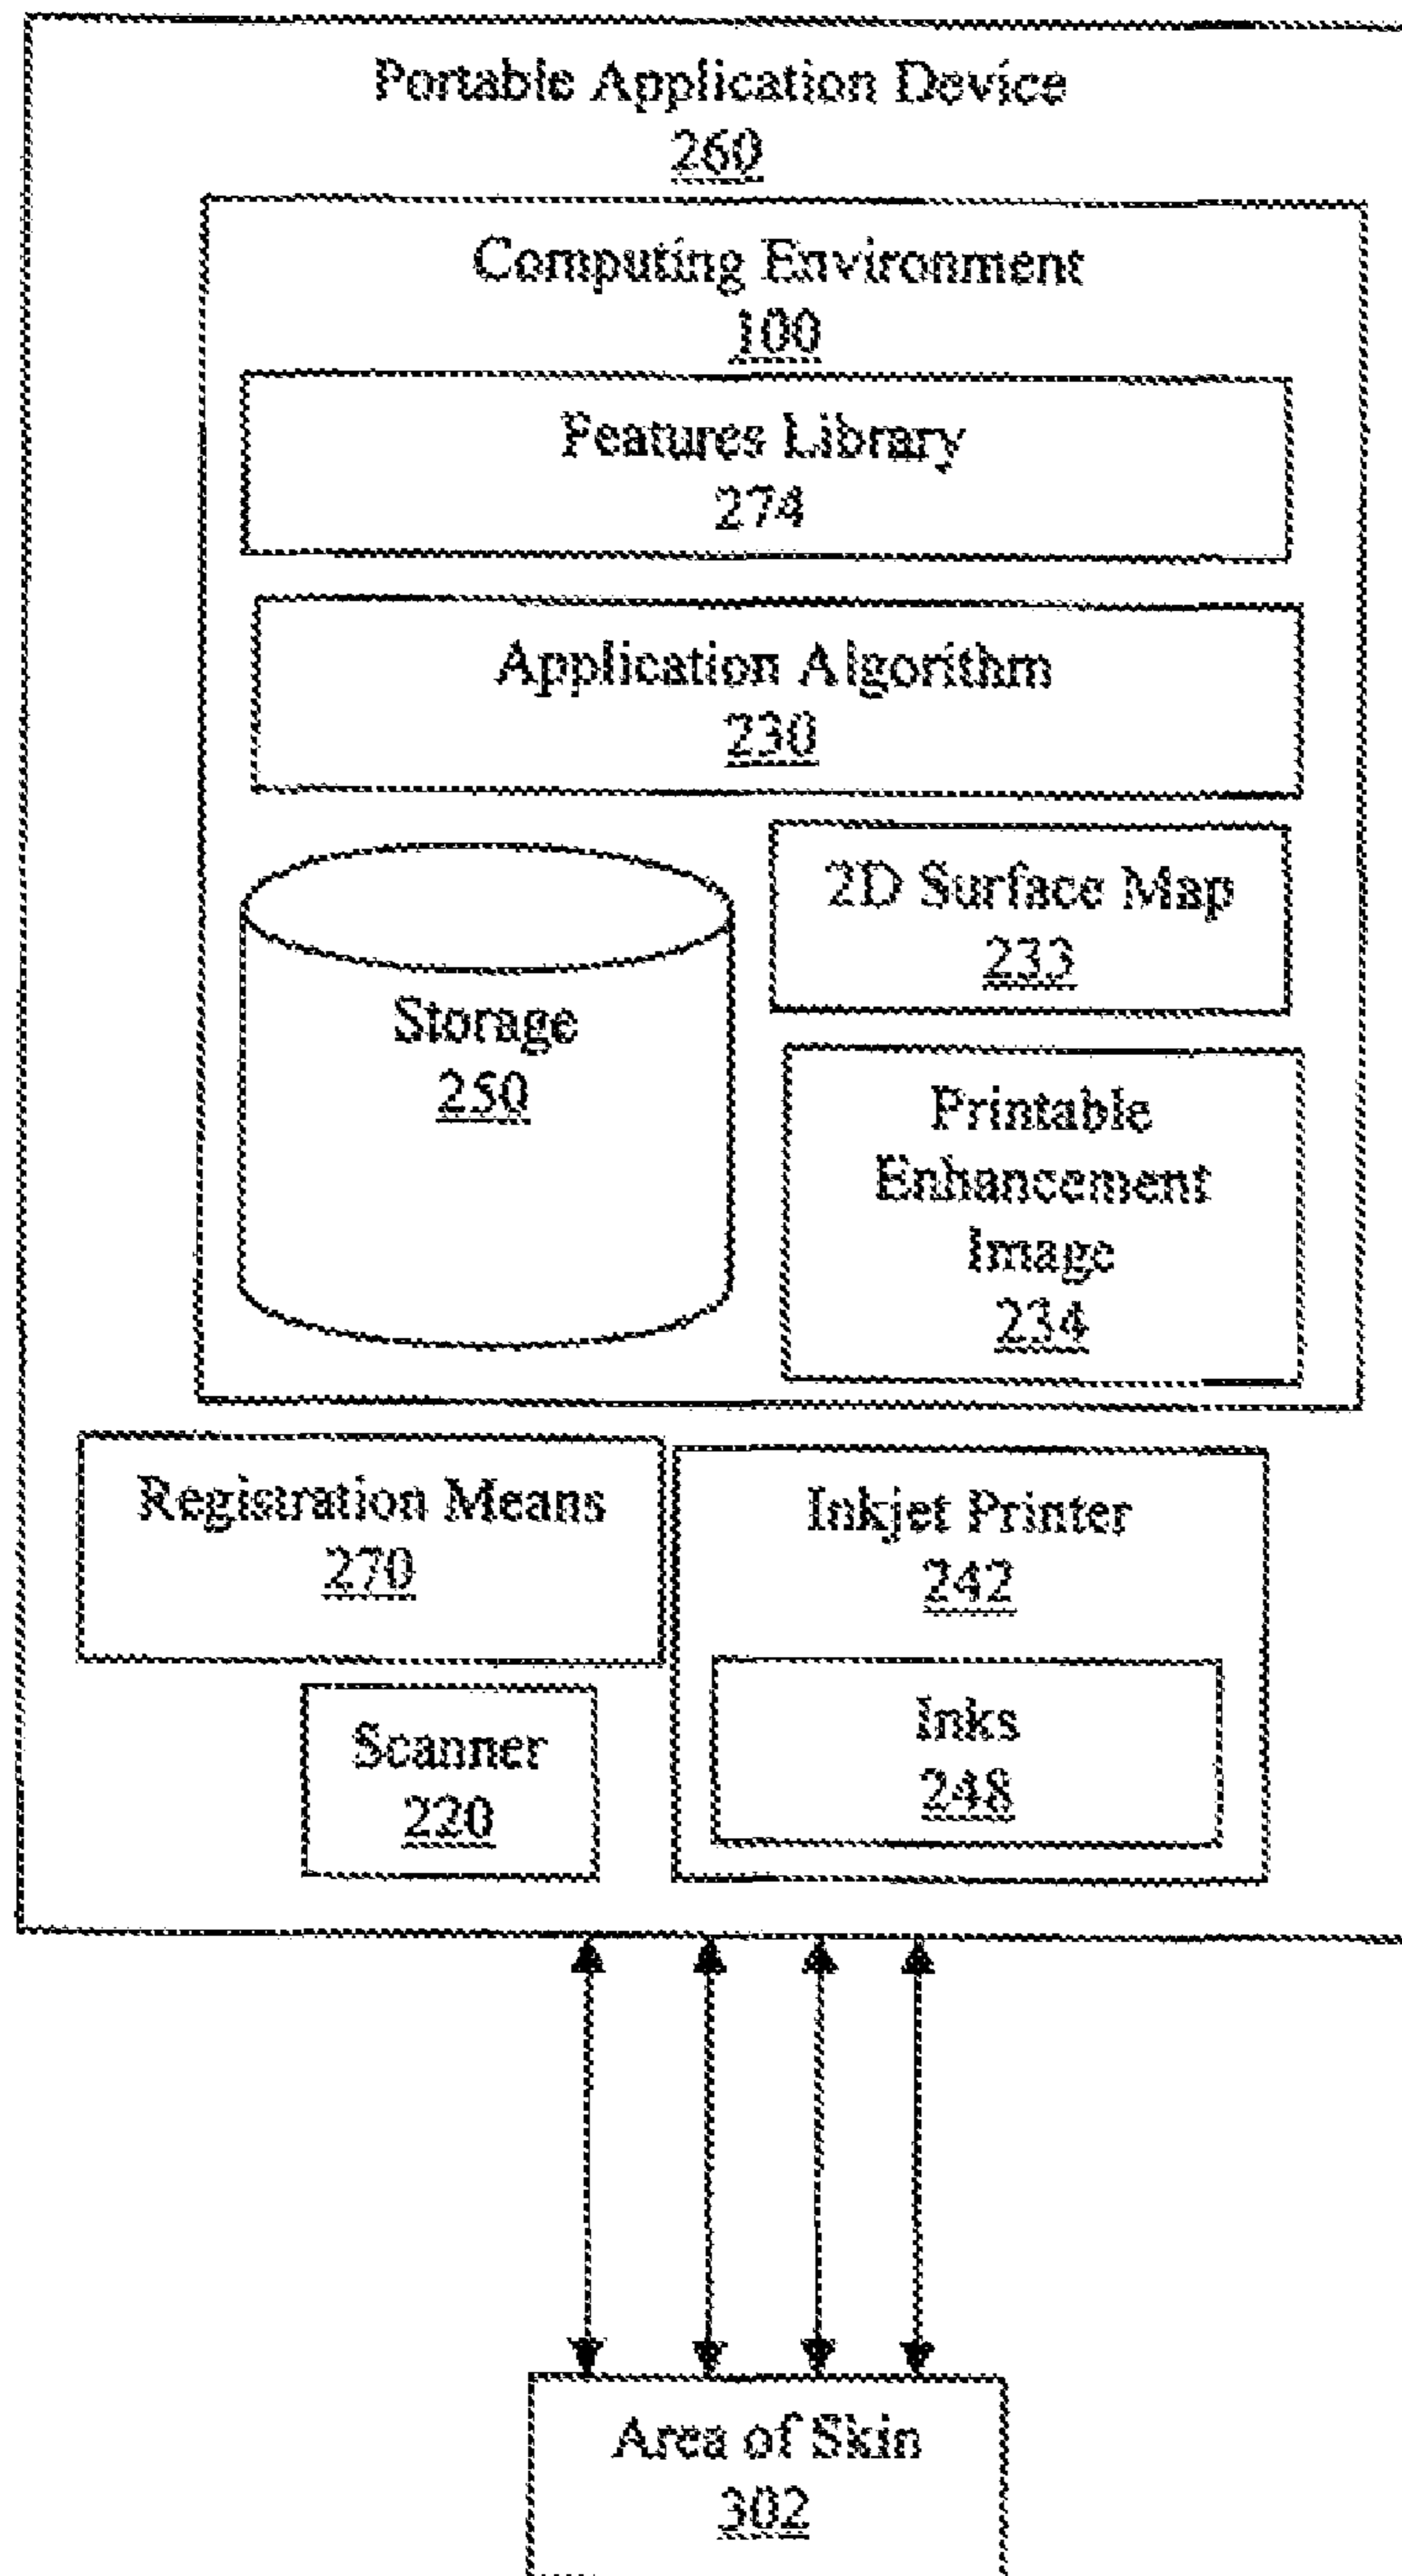 Portable Application Device
260
Computing Environment
100
Features Library
274
Application Algorithm
230
2D Surface Map
233
Storage
250
Printable
Enhancement
Image
234
Registration Means
270
Inkjet Printer
242
Scanner
220
Inks
248
Area of Skin
302